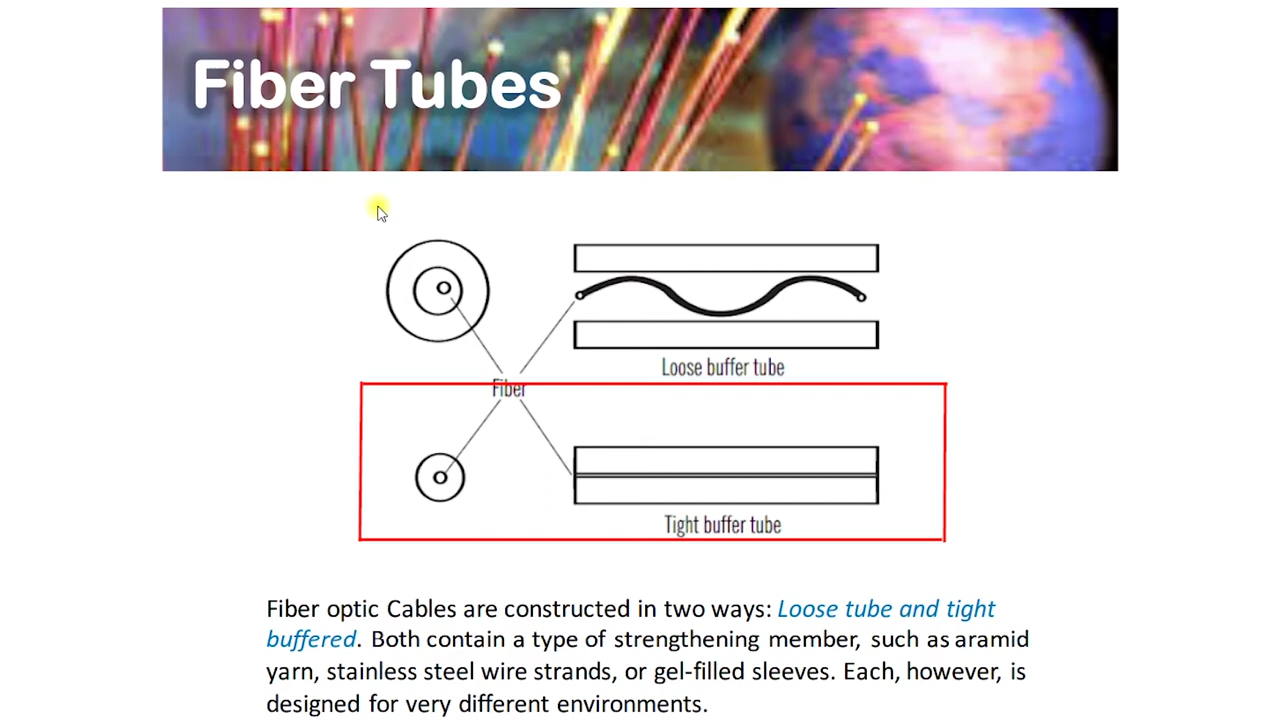 Fiber Tubes
Loose buffer tube
Fiber
Tight buffer tube
Fiber optic Cables are constructed in two ways: Loose tube and tight
buffered. Both contain a type of strengthening member, such as aramid
yarn, stainless steel wire strands, or gel-filled sleeves. Each, however, is
designed for very different environments.